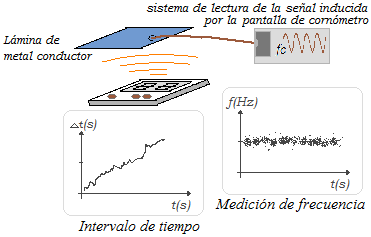 sistema de lectura de la señal inducida
por la pantalla de cornómetro
Lámina de
metal conductor
fc
△t(s)
t(s)
Intervalo de tiempo
f(Hz)
t(s)
Medición de frecuencia